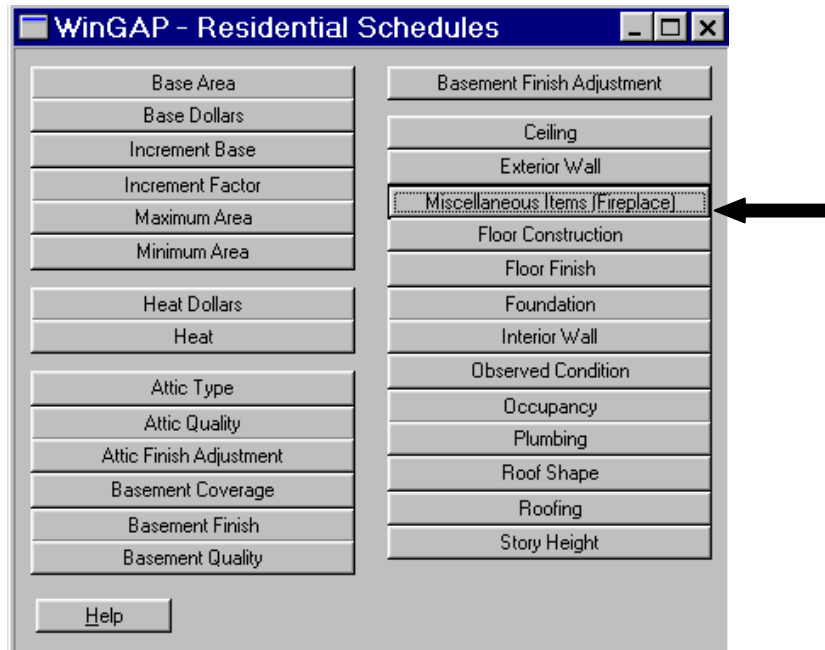 WinGAP - Residential Schedules
Base Area
Base Dollars
Increment Base
Increment Factor
Maximum Area
Minimum Area
Heat Dollars
Heat
Attic Type
Attic Quality
Attic Finish Adjustment
Basement Coverage
Basement Finish
Basement Quality
Help
Basement Finish Adjustment
Ceiling
Exterior Wall
Miscellaneous Items (Fireplace)
Floor Construction
Floor Finish
Foundation
Interior Wall
Observed Condition
Occupancy
Plumbing
Roof Shape
Roofing
Story Height